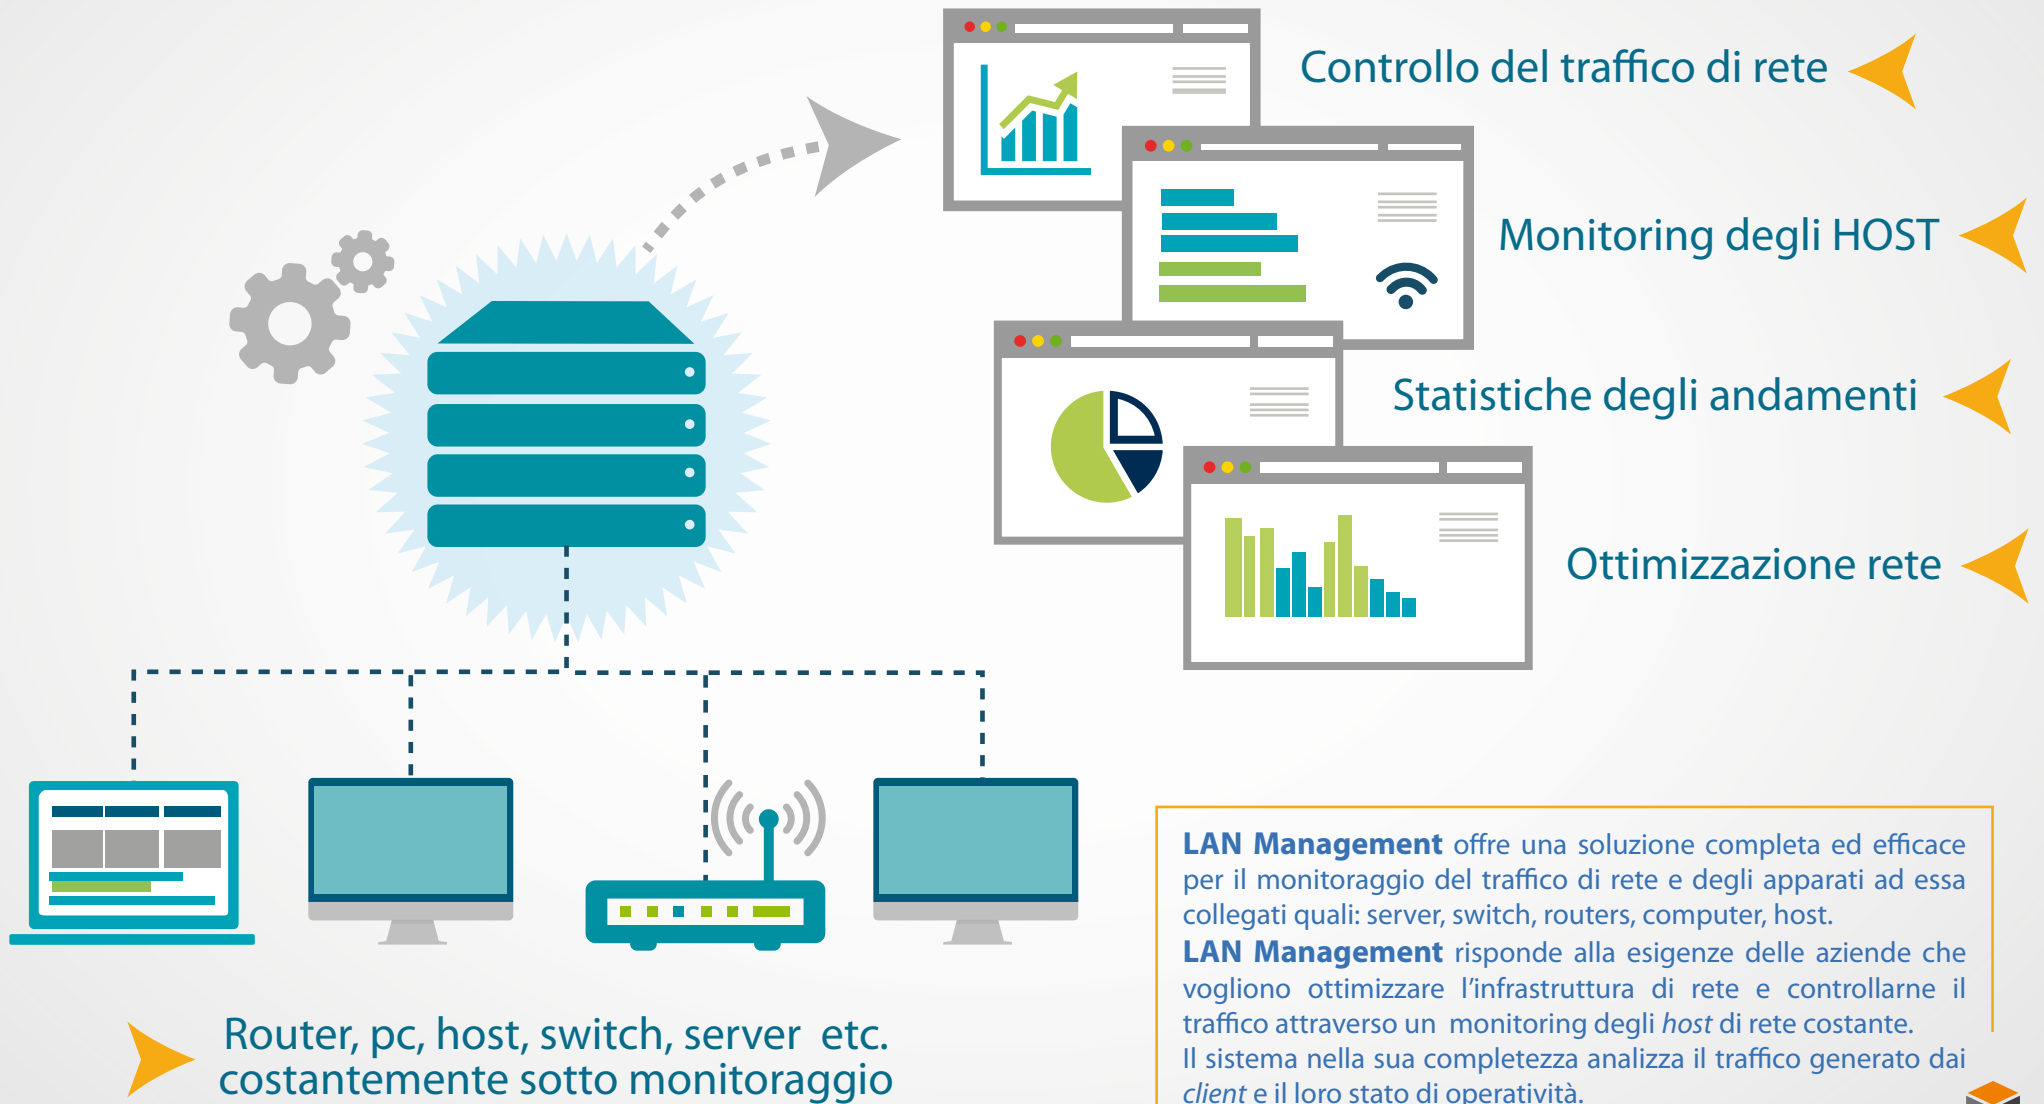 Controllo del traffico di rete
Monitoring degli HOST
Statistiche degli andamenti
Ottimizzazione rete
Router, pc, host, switch, server etc.
costantemente sotto monitoraggio
LAN Management offre una soluzione completa ed efficace
per il monitoraggio del traffico di rete e degli apparati ad essa
collegati quali: server, switch, routers, computer, host.
LAN Management risponde alla esigenze delle aziende che
vogliono ottimizzare l'infrastruttura di rete e controllarne il
traffico attraverso un monitoring degli host di rete costante.
Il sistema nella sua completezza analizza il traffico generato dai
client e il loro stato di operatività.